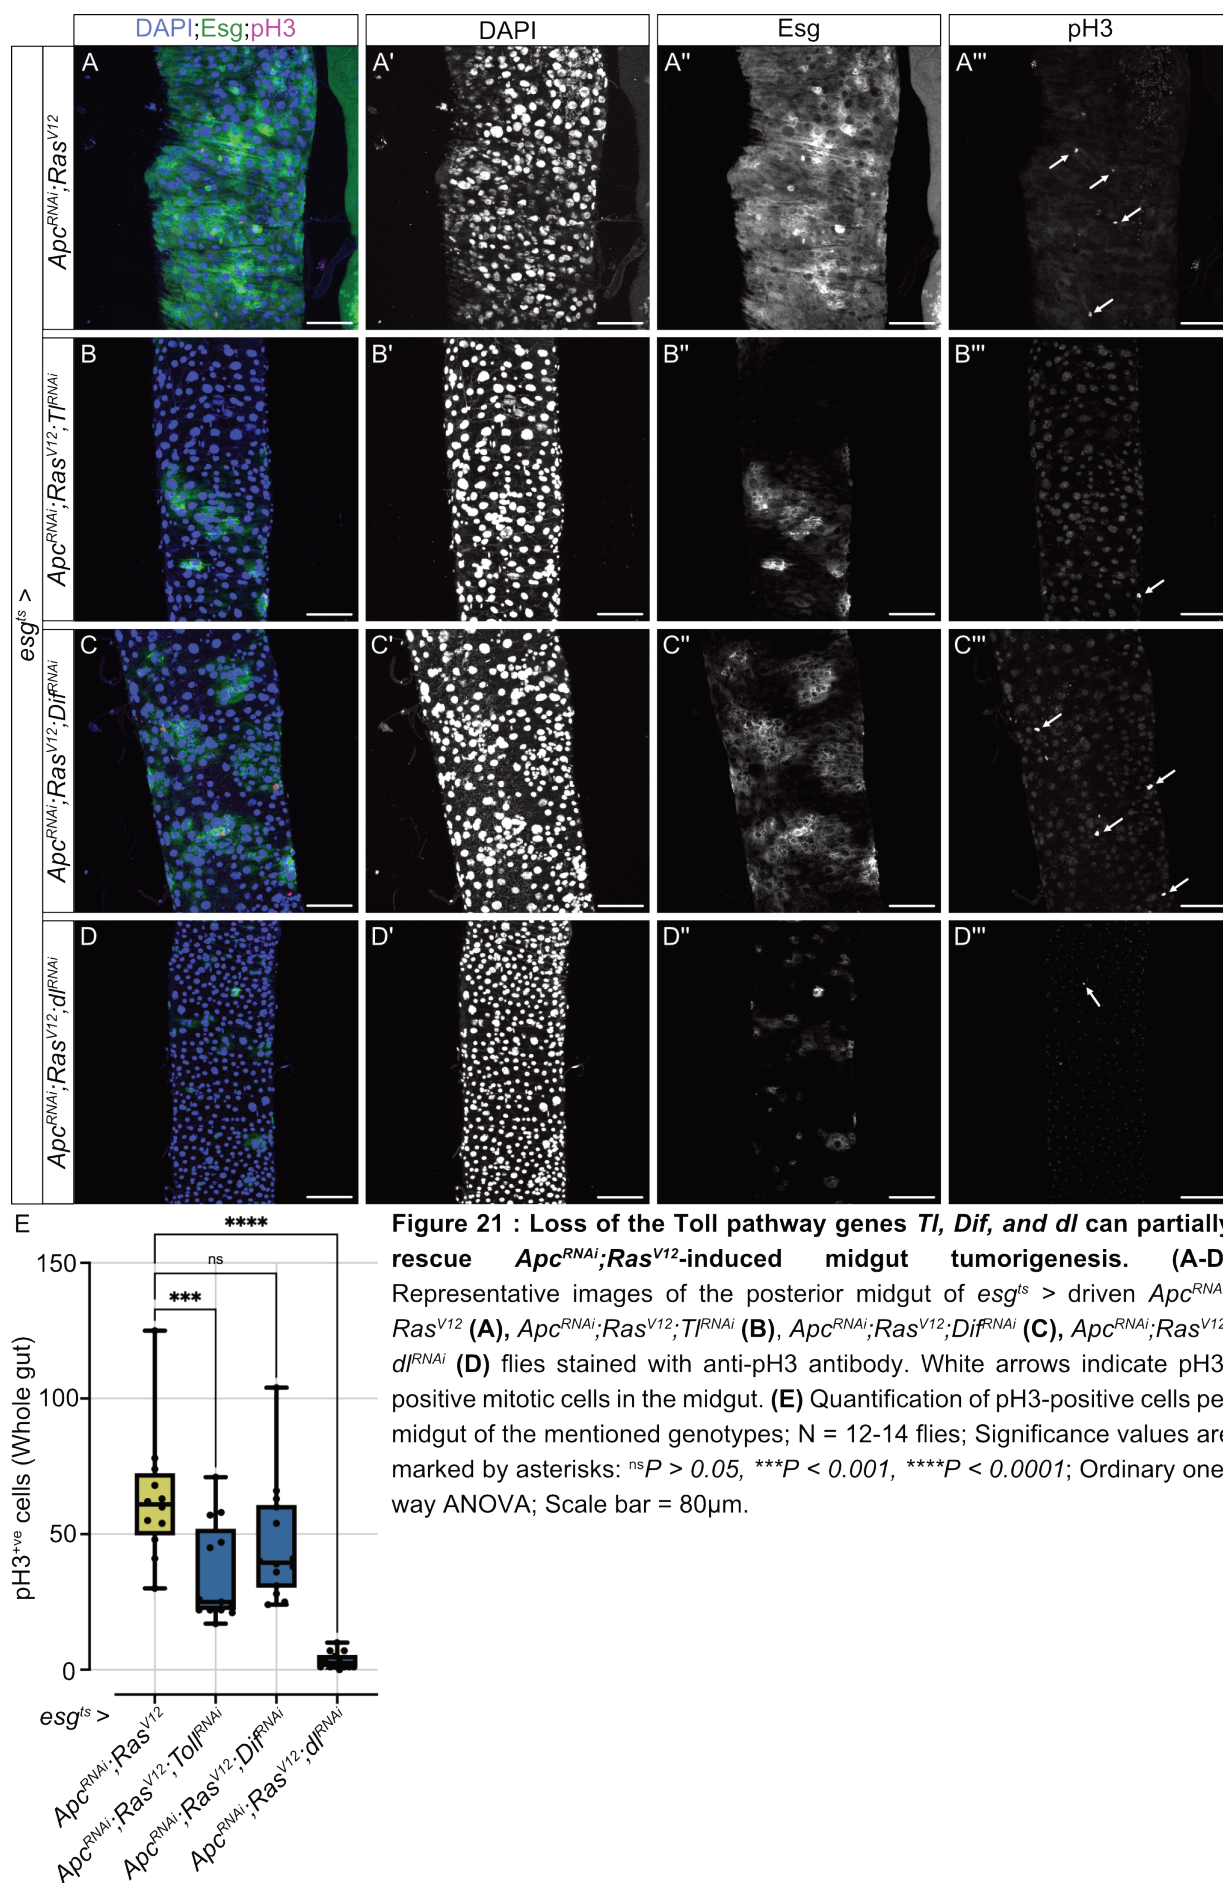 DAPI;Esg;pH3
DAPI
Esg
pH3
esgᵗˢ >
Apcᴿᴺᴬⁱ;Rasⱽ¹²
A
A'
A''
A'''
Apcᴿᴺᴬⁱ;Rasⱽ¹²;Tlᴿᴺᴬⁱ
B
B'
B''
B'''
Apcᴿᴺᴬⁱ;Rasⱽ¹²;Difᴿᴺᴬⁱ
C
C'
C''
C'''
Apcᴿᴺᴬⁱ;Rasⱽ¹²;dlᴿᴺᴬⁱ
D
D'
D''
D'''
E
pH3⁺ᵛᵉ cells (Whole gut)
150
100
50
0
****
ns
***
esgᵗˢ >
Apcᴿᴺᴬⁱ;Rasⱽ¹²
Apcᴿᴺᴬⁱ;Rasⱽ¹²;Tollᴿᴺᴬⁱ
Apcᴿᴺᴬⁱ;Rasⱽ¹²;Difᴿᴺᴬⁱ
Apcᴿᴺᴬⁱ;Rasⱽ¹²;dlᴿᴺᴬⁱ
Figure 21 : Loss of the Toll pathway genes Tl, Dif, and dl can partially
rescue Apcᴿᴺᴬⁱ;Rasⱽ¹²-induced midgut tumorigenesis. (A-D
Representative images of the posterior midgut of esgᵗˢ > driven Apcᴿᴺᴬ
Rasⱽ¹² (A), Apcᴿᴺᴬⁱ;Rasⱽ¹²;Tlᴿᴺᴬⁱ (B), Apcᴿᴺᴬⁱ;Rasⱽ¹²;Difᴿᴺᴬⁱ (C), Apcᴿᴺᴬⁱ;Rasⱽ¹²
dlᴿᴺᴬⁱ (D) flies stained with anti-pH3 antibody. White arrows indicate pH3
positive mitotic cells in the midgut. (E) Quantification of pH3-positive cells pe
midgut of the mentioned genotypes; N = 12-14 flies; Significance values are
marked by asterisks: ⁿˢP > 0.05, ***P < 0.001, ****P < 0.0001; Ordinary one
way ANOVA; Scale bar = 80µm.